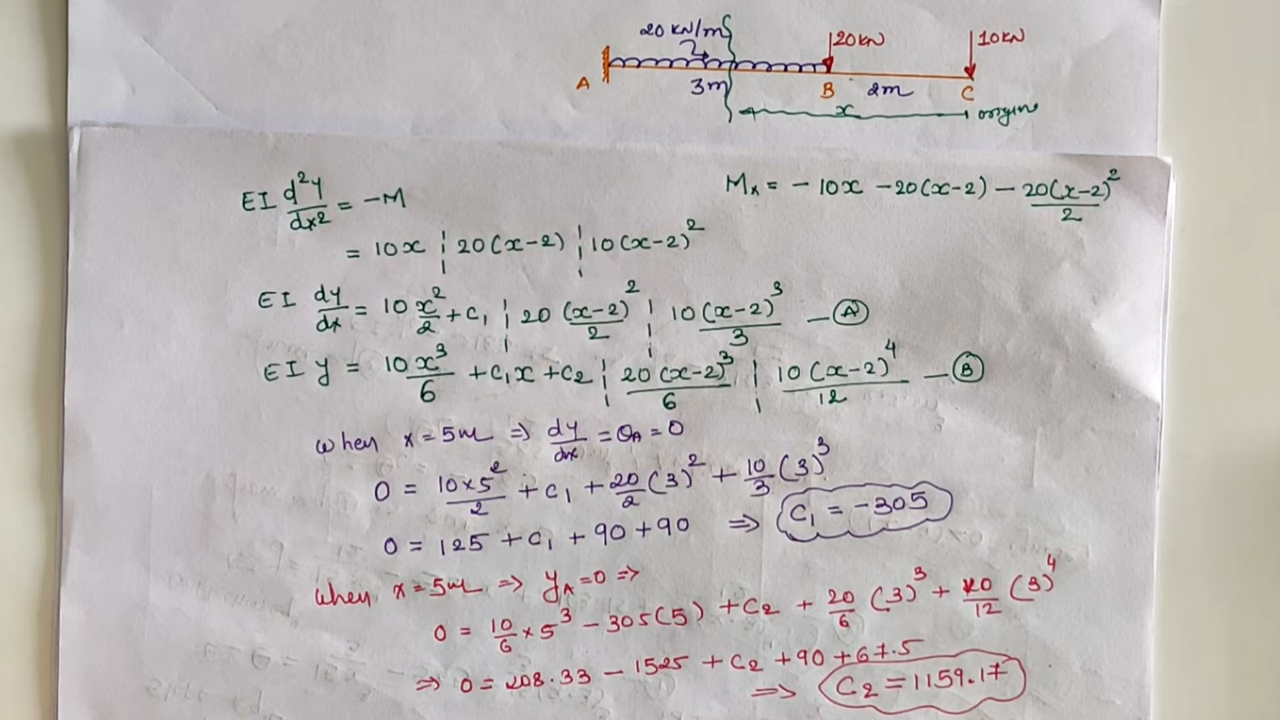 20 KN/m 20KN 10KN
A 3m B 2m C
x origin
EI d²y/dx² = -M
Mx = - 10x - 20(x-2) - 20(x-2)²/2
= 10x ¦ 20(x-2) ¦ 10(x-2)²
EI dy/dx = 10 x²/2 + C₁ ¦ 20 (x-2)²/2 ¦ 10(x-2)³/3 — Ⓐ
EI y = 10x³/6 + C₁x + C₂ ¦ 20(x-2)³/6 ¦ 10(x-2)⁴/12 — Ⓑ
when x = 5m ⇒ dy/dx = θA = 0
0 = 10×5²/2 + C₁ + 20/2 (3)² + 10/3 (3)³
0 = 125 + C₁ + 90 + 90 ⇒ C₁ = -305
when x = 5m ⇒ yA = 0 ⇒
0 = 10/6 × 5³ - 305(5) + C₂ + 20/6 (3)³ + 10/12 (3)⁴
⇒ 0 = 208.33 - 1525 + C₂ + 90 + 67.5
⇒ C₂ = 1159.17